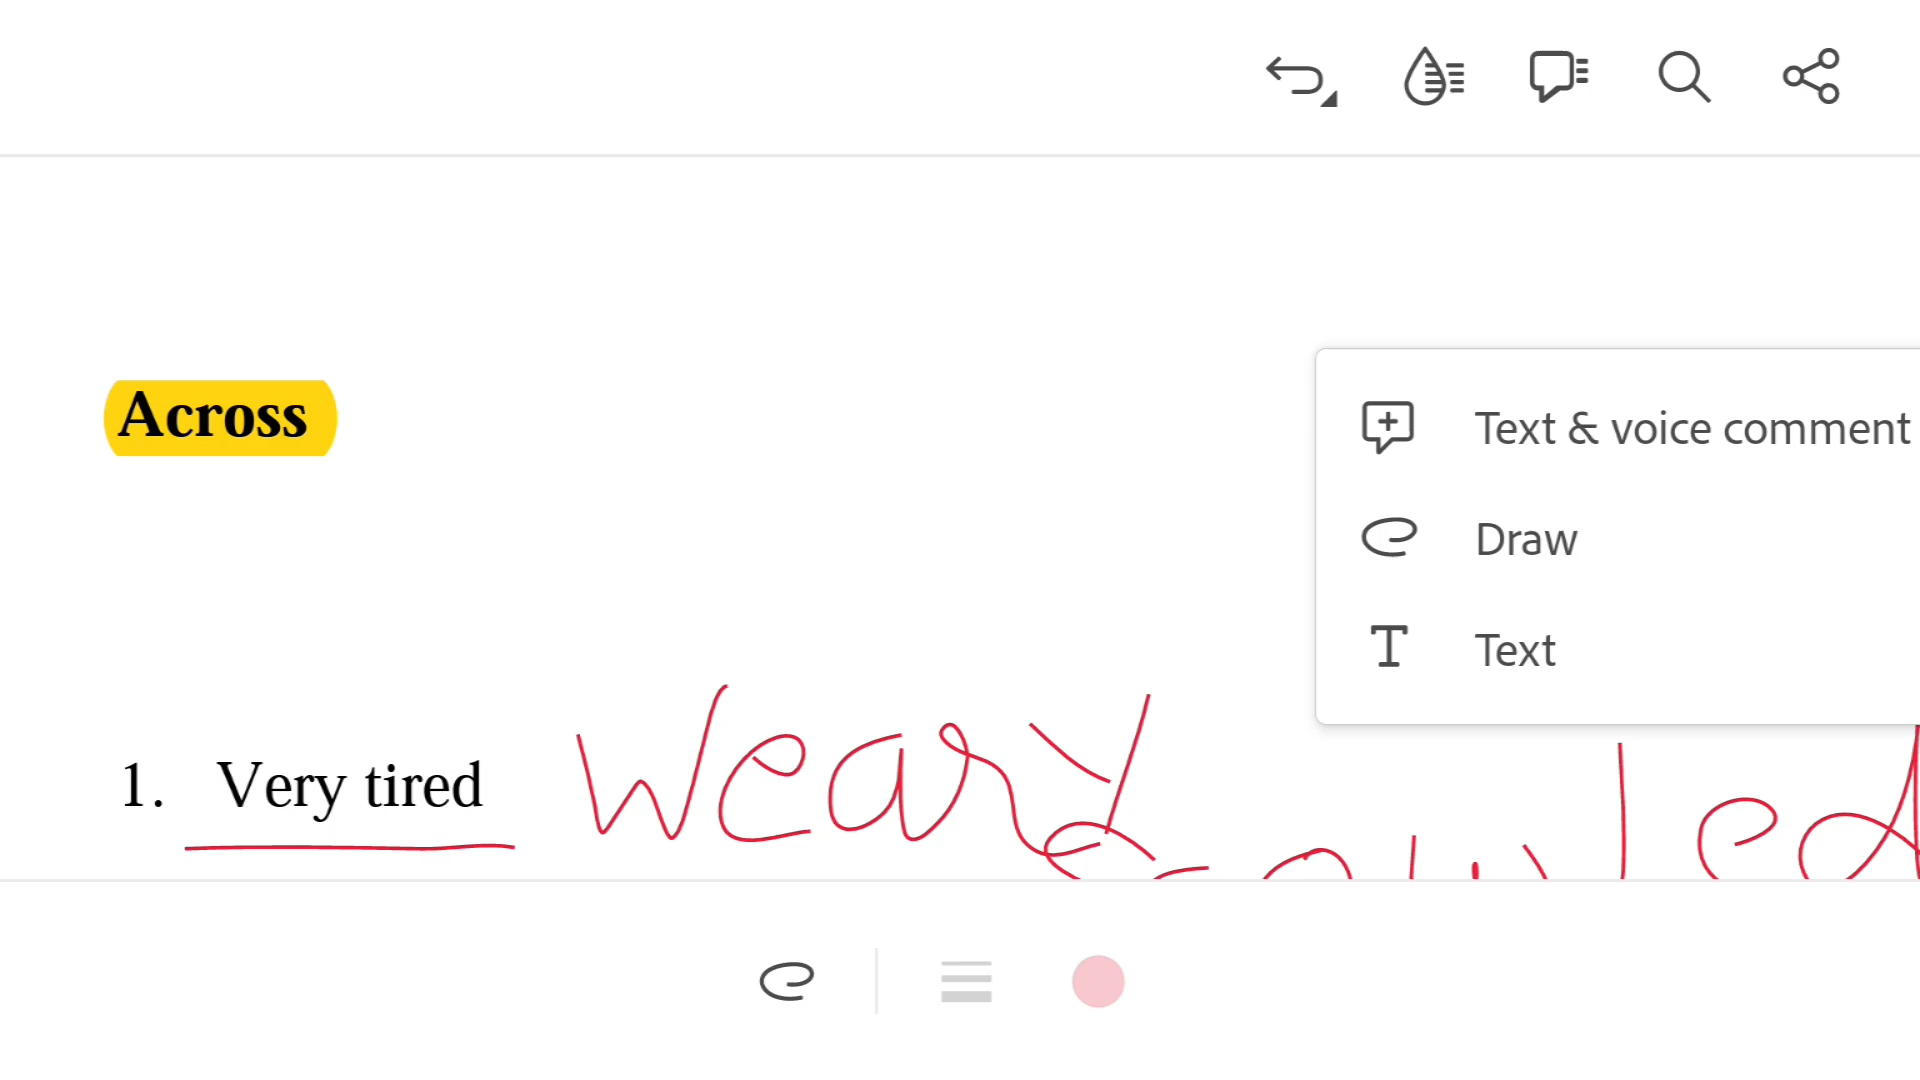 Across
Text & voice comment
Draw
Text
1. Very tired weary